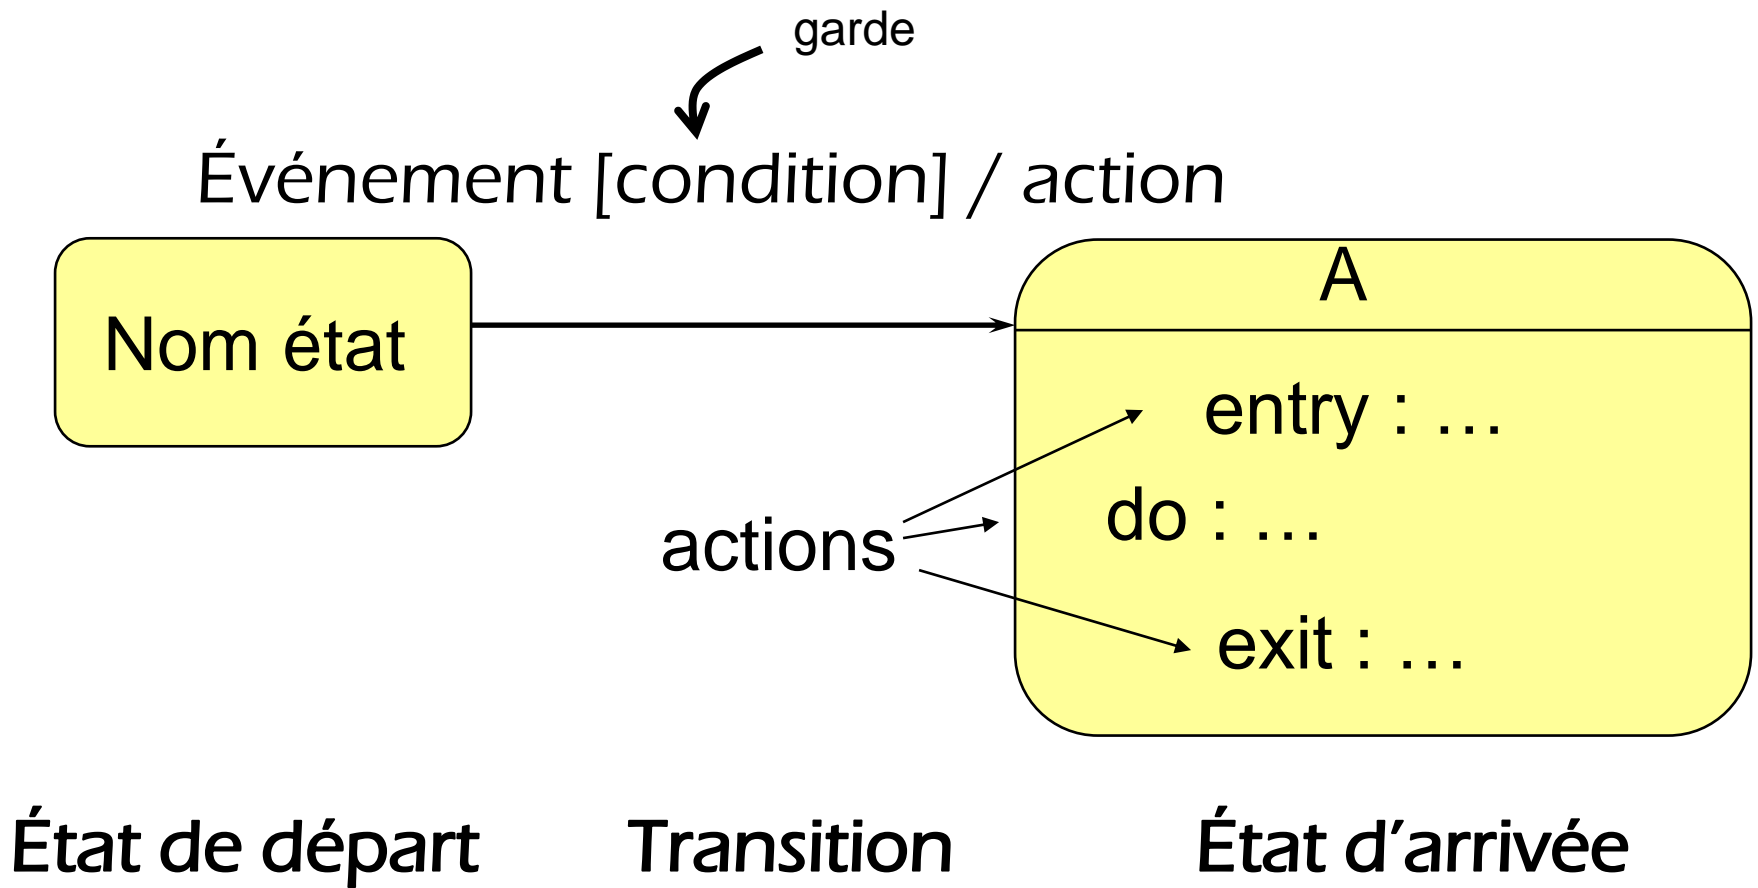 garde
Événement [condition] / action
Nom état
A
entry : …
do : …
actions
exit : …
État de départ
Transition
État d’arrivée